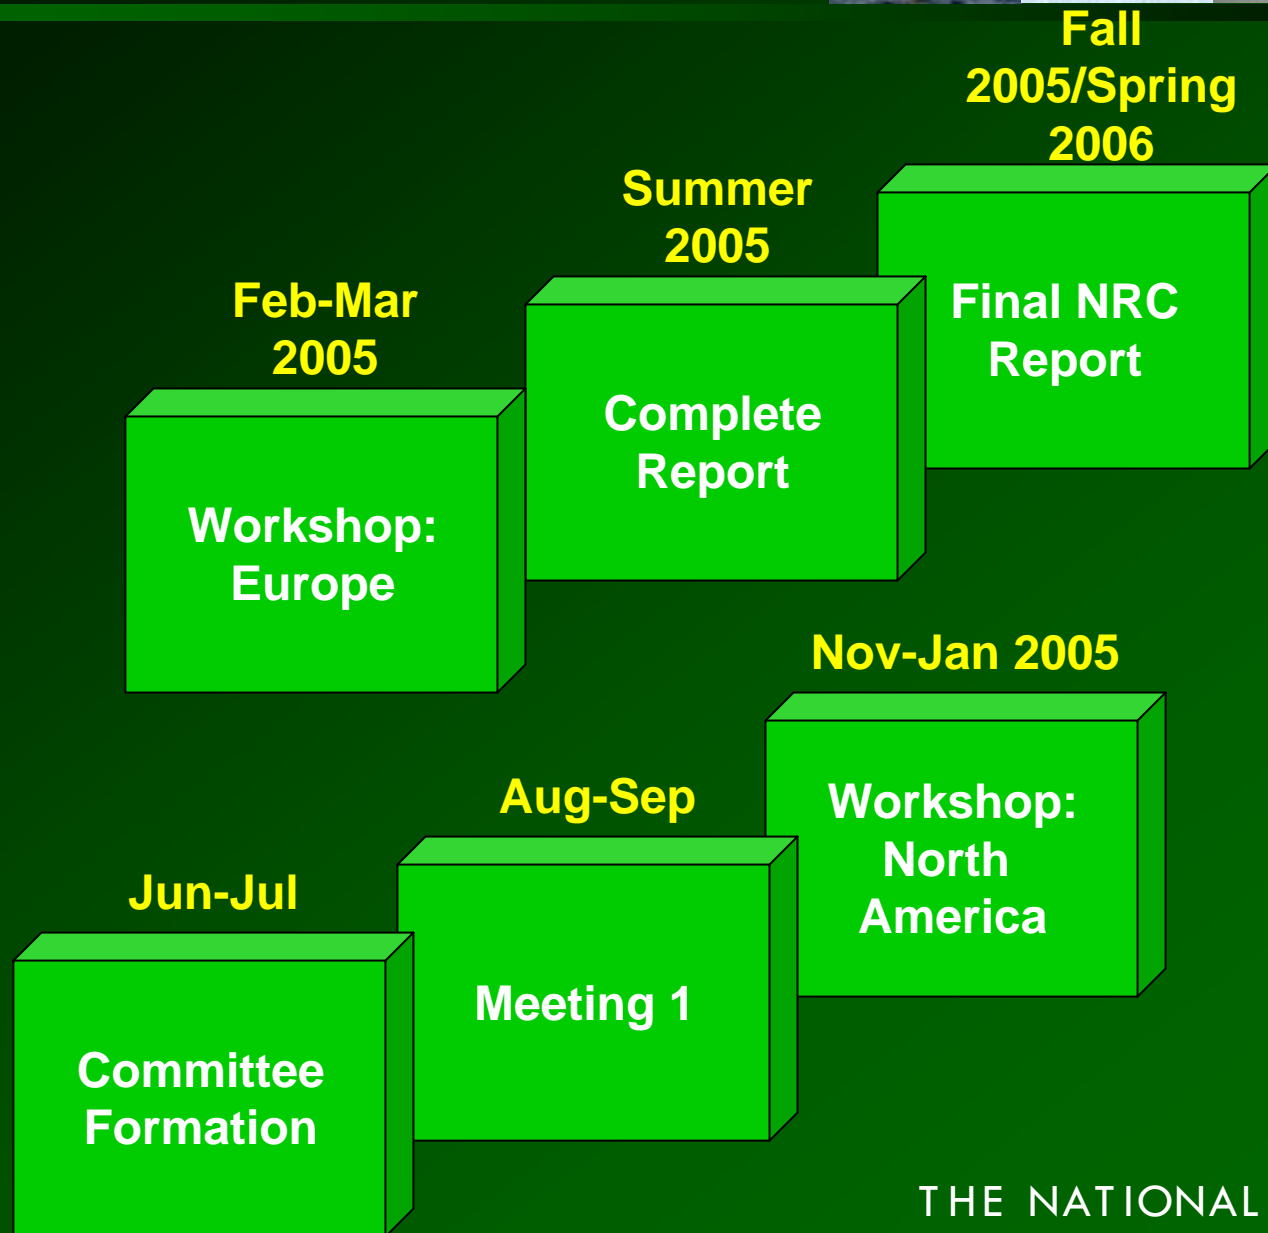 Fall
2005/Spring
2006
Final NRC
Report
Summer
2005
Complete
Report
Feb-Mar
2005
Workshop:
Europe
Nov-Jan 2005
Workshop:
North
America
Aug-Sep
Meeting 1
Jun-Jul
Committee
Formation
THE NATIONAL